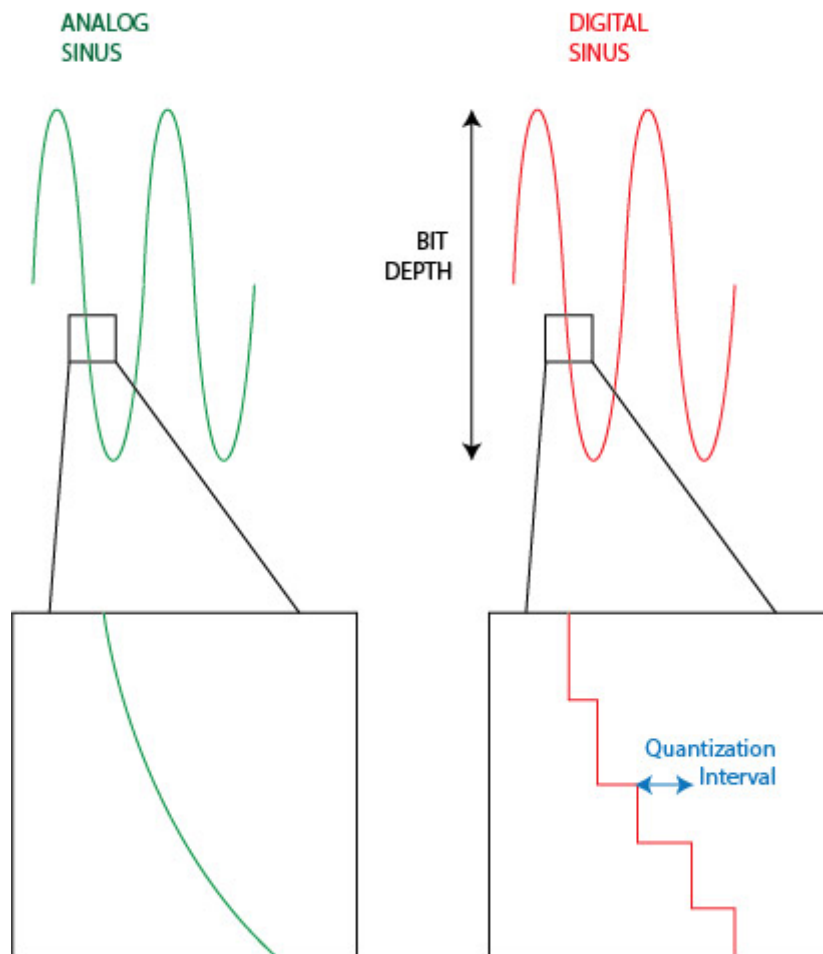 ANALOG
SINUS
DIGITAL
SINUS
BIT
DEPTH
Quantization
Interval